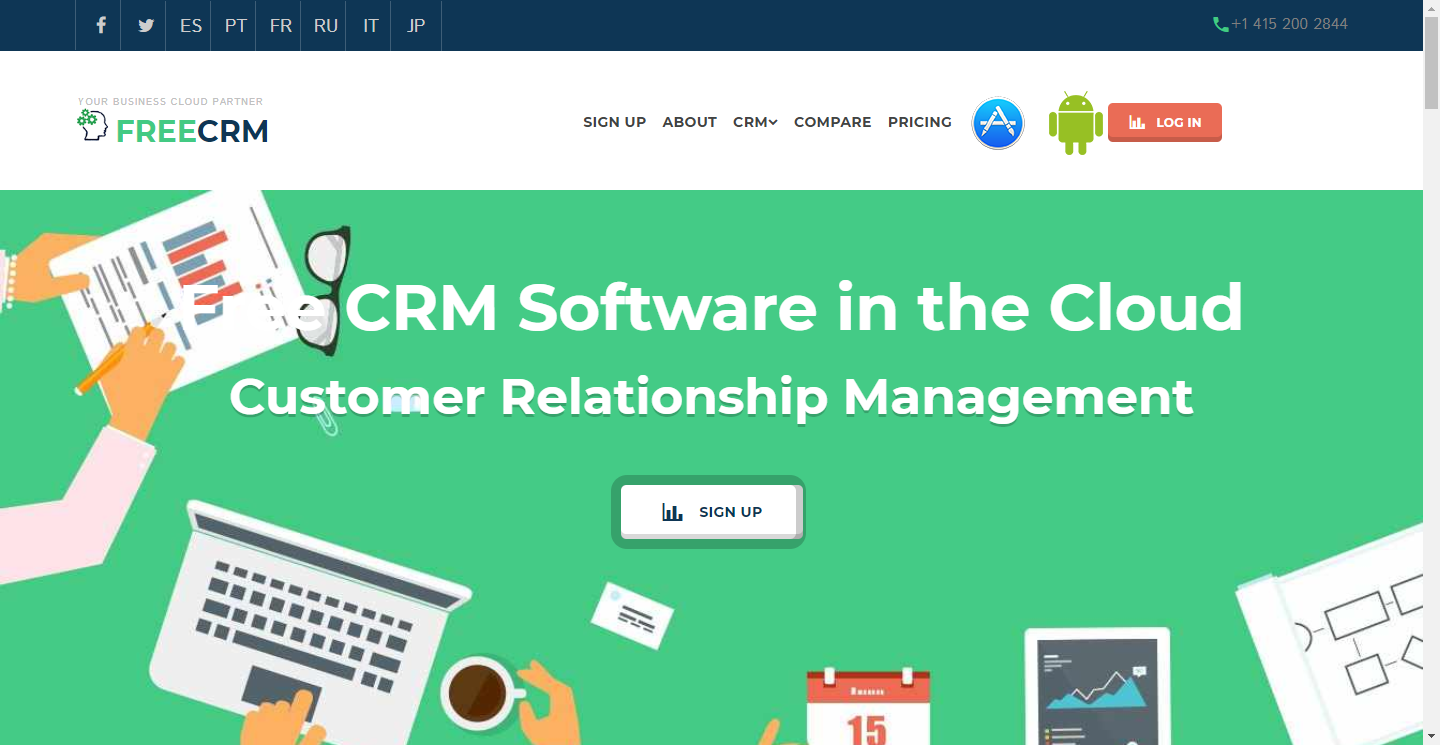 ES PT FR RU IT JP +1 415 200 2844
YOUR BUSINESS CLOUD PARTNER
FREECRM
SIGN UP ABOUT CRM COMPARE PRICING LOG IN
Free CRM Software in the Cloud
Customer Relationship Management
SIGN UP
15